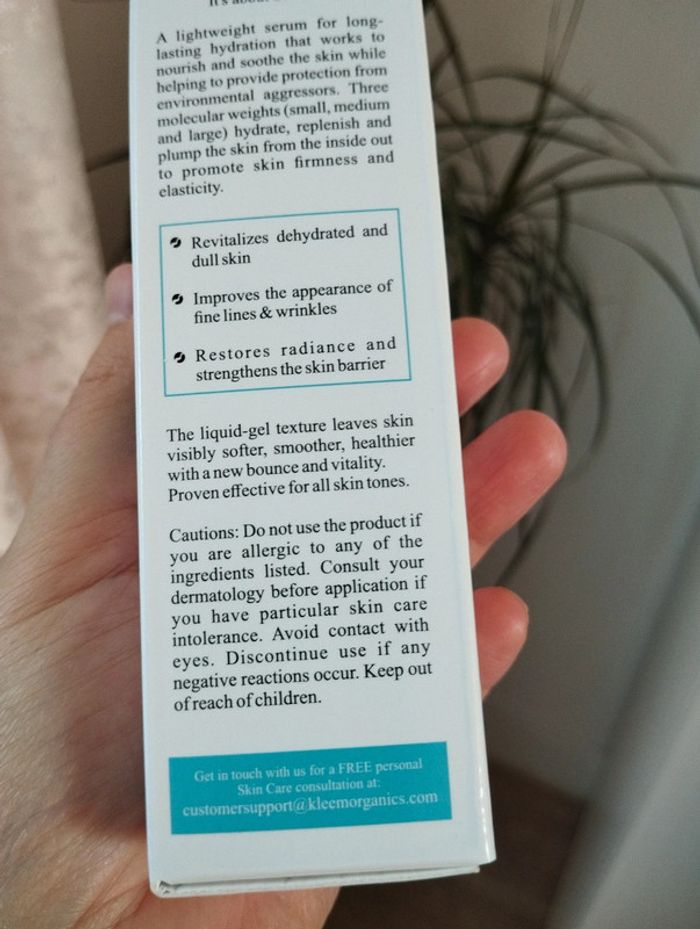 A lightweight serum for long-
lasting hydration that works to
nourish and soothe the skin while
helping to provide protection from
environmental aggressors. Three
molecular weights (small, medium
and large) hydrate, replenish and
plump the skin from the inside out
to promote skin firmness and
elasticity.
Revitalizes dehydrated and
dull skin
Improves the appearance of
fine lines & wrinkles
Restores radiance and
strengthens the skin barrier
The liquid-gel texture leaves skin
visibly softer, smoother, healthier
with a new bounce and vitality.
Proven effective for all skin tones.
Cautions: Do not use the product if
you are allergic to any of the
ingredients listed. Consult your
dermatology before application if
you have particular skin care
intolerance. Avoid contact with
eyes. Discontinue use if any
negative reactions occur. Keep out
of reach of children.
Get in touch with us for a FREE personal
Skin Care consultation at:
customersupport@kleemorganics.com